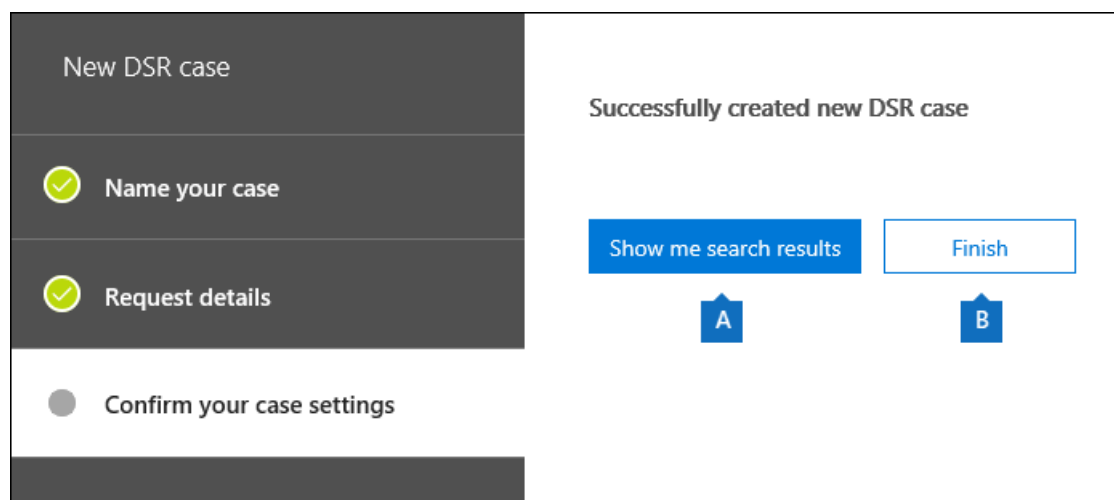 New DSR case
Name your case
Request details
Confirm your case settings
Successfully created new DSR case
Show me search results
Finish
A
B